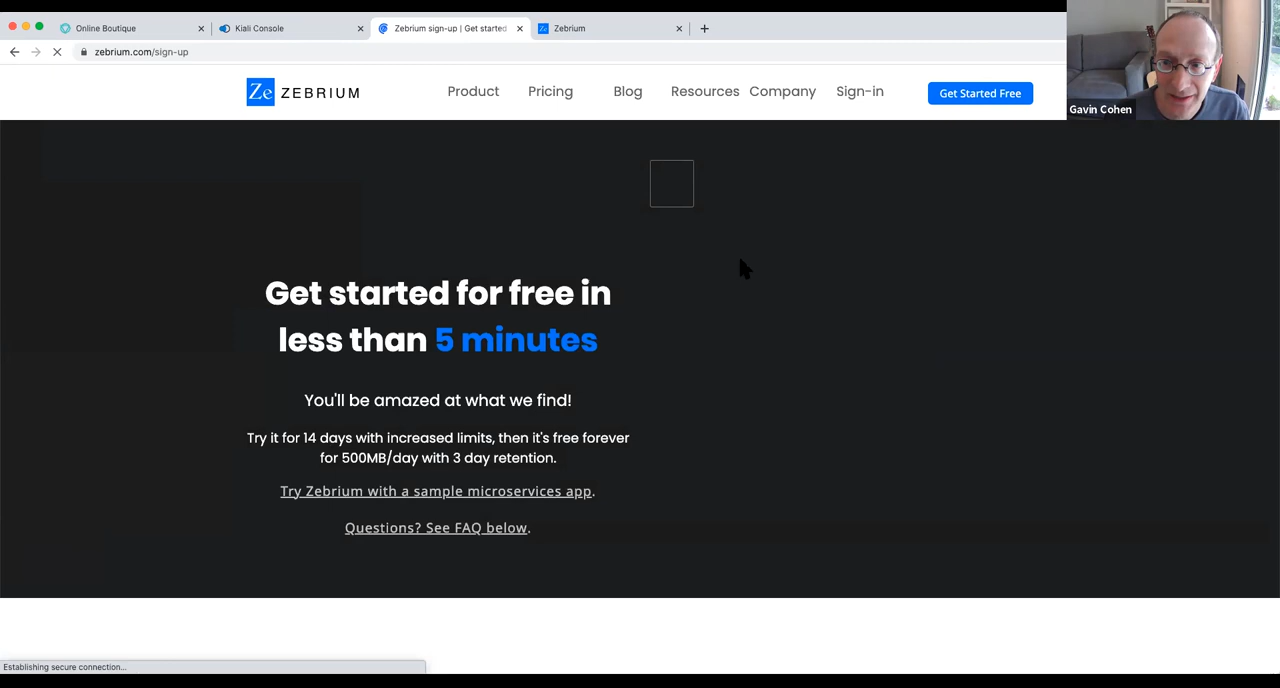 Online Boutique
Kiali Console
Zebrium sign-up | Get started
Zebrium
zebrium.com/sign-up
Gavin Cohen
Ze ZEBRIUM
Product
Pricing
Blog
Resources
Company
Sign-in
Get Started Free
Get started for free in
less than 5 minutes
You'll be amazed at what we find!
Try it for 14 days with increased limits, then it's free forever
for 500MB/day with 3 day retention.
Try Zebrium with a sample microservices app.
Questions? See FAQ below.
Establishing secure connection...